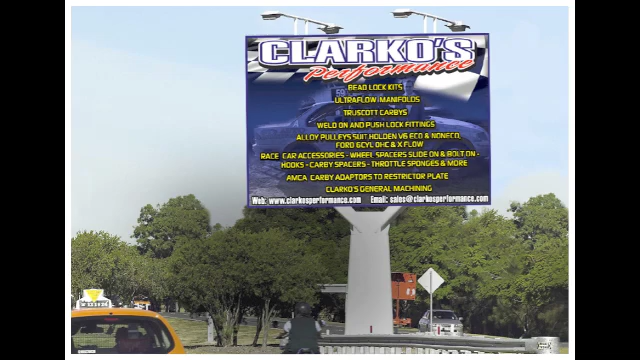 CLARKO'S
Performance
BEAD LOCK KITS
ULTRAFLOW MANIFOLDS
TRUSCOTT CARBYS
WELD ON AND PUSH LOCK FITTINGS
ALLOY PULLEYS SUIT HOLDEN V6 ECO & NONECO,
FORD 6CYL OHC & X FLOW
RACE CAR ACCESSORIES - WHEEL SPACERS SLIDE ON & BOLT ON -
HOOKS - CARBY SPACERS - THROTTLE SPONGES & MORE
AMCA CARBY ADAPTORS TO RESTRICTOR PLATE
CLARKO'S GENERAL MACHINING
Web: www.clarkosperformance.com Email: sales@clarkosperformance.com